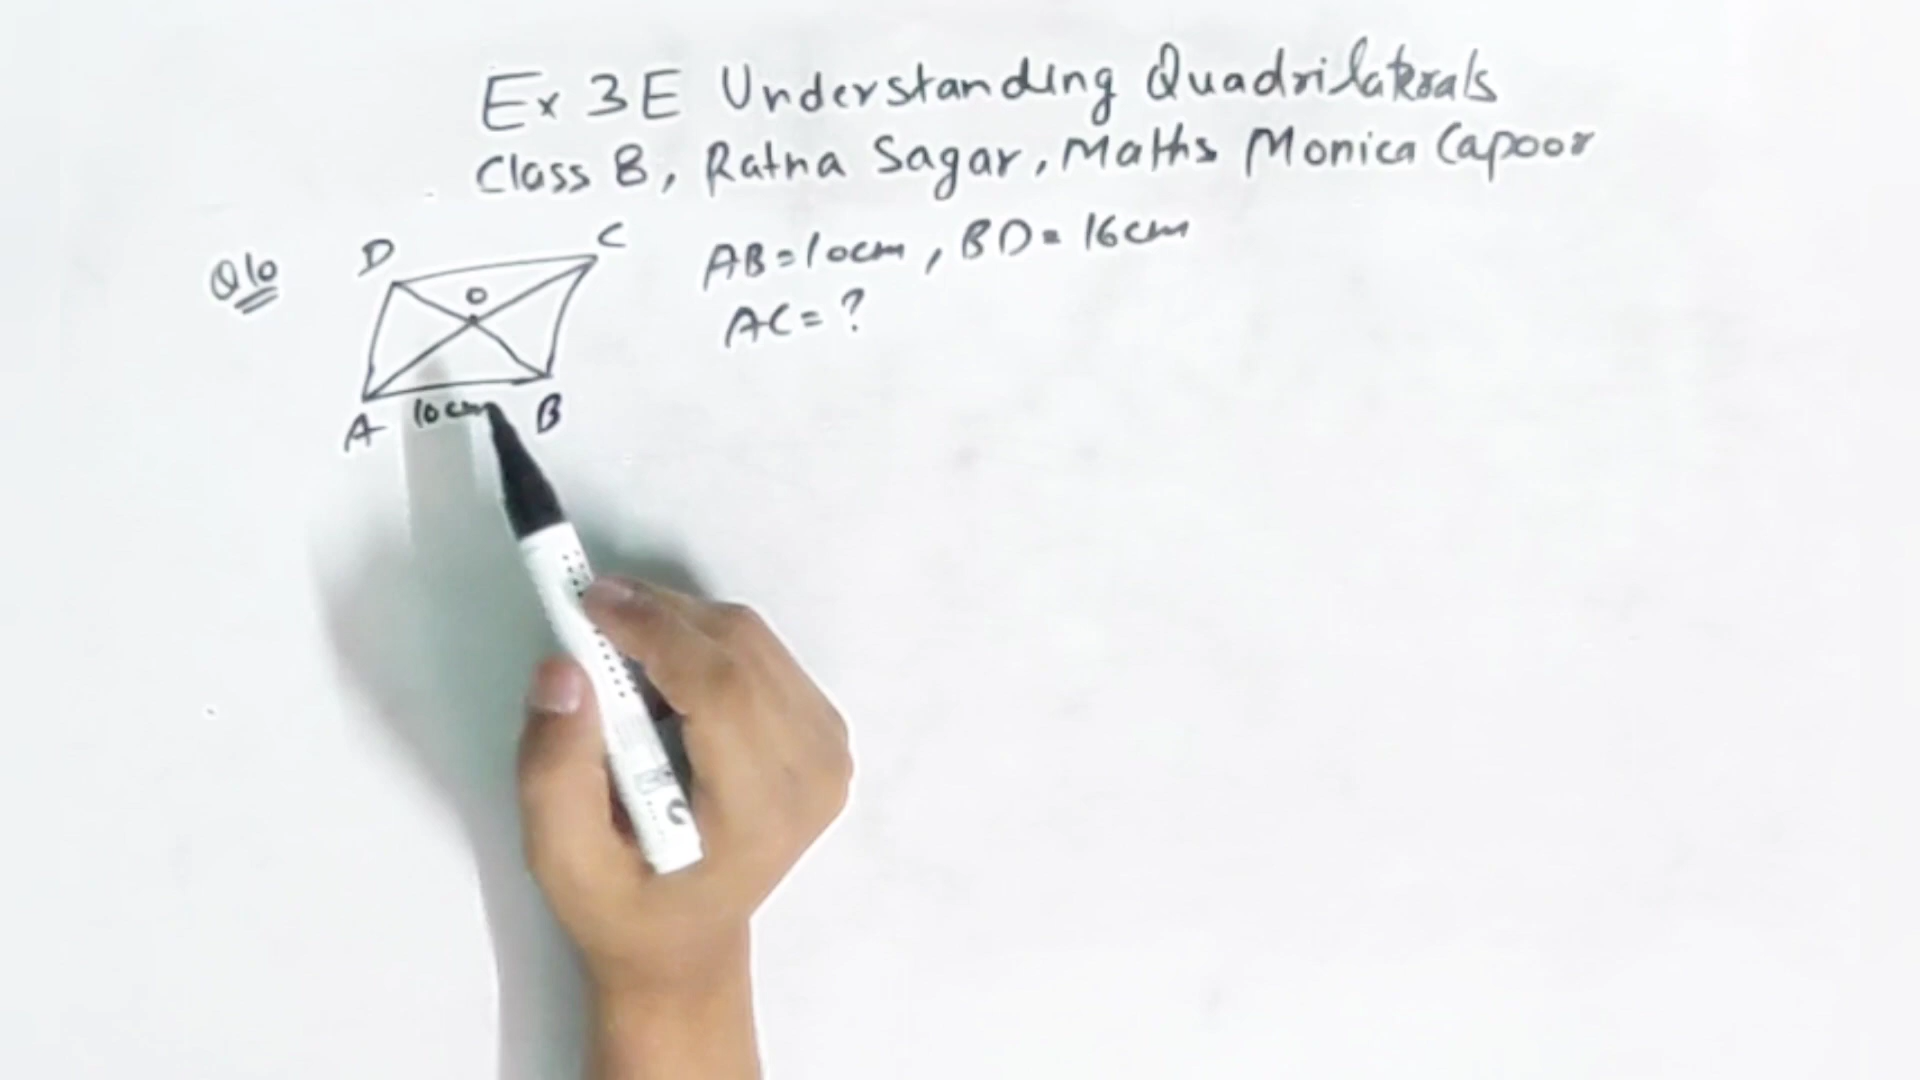 Ex 3E Understanding Quadrilaterals
Class 8, Ratna Sagar, Maths Monica Capoor
Q10
D C
O
A 10cm B
AB=10cm, BD=16cm
AC=?